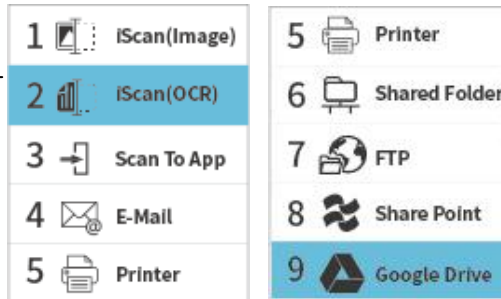 1 iScan(Image)
2 iScan(OCR)
3 Scan To App
4 E-Mail
5 Printer
5 Printer
6 Shared Folder
7 FTP
8 Share Point
9 Google Drive